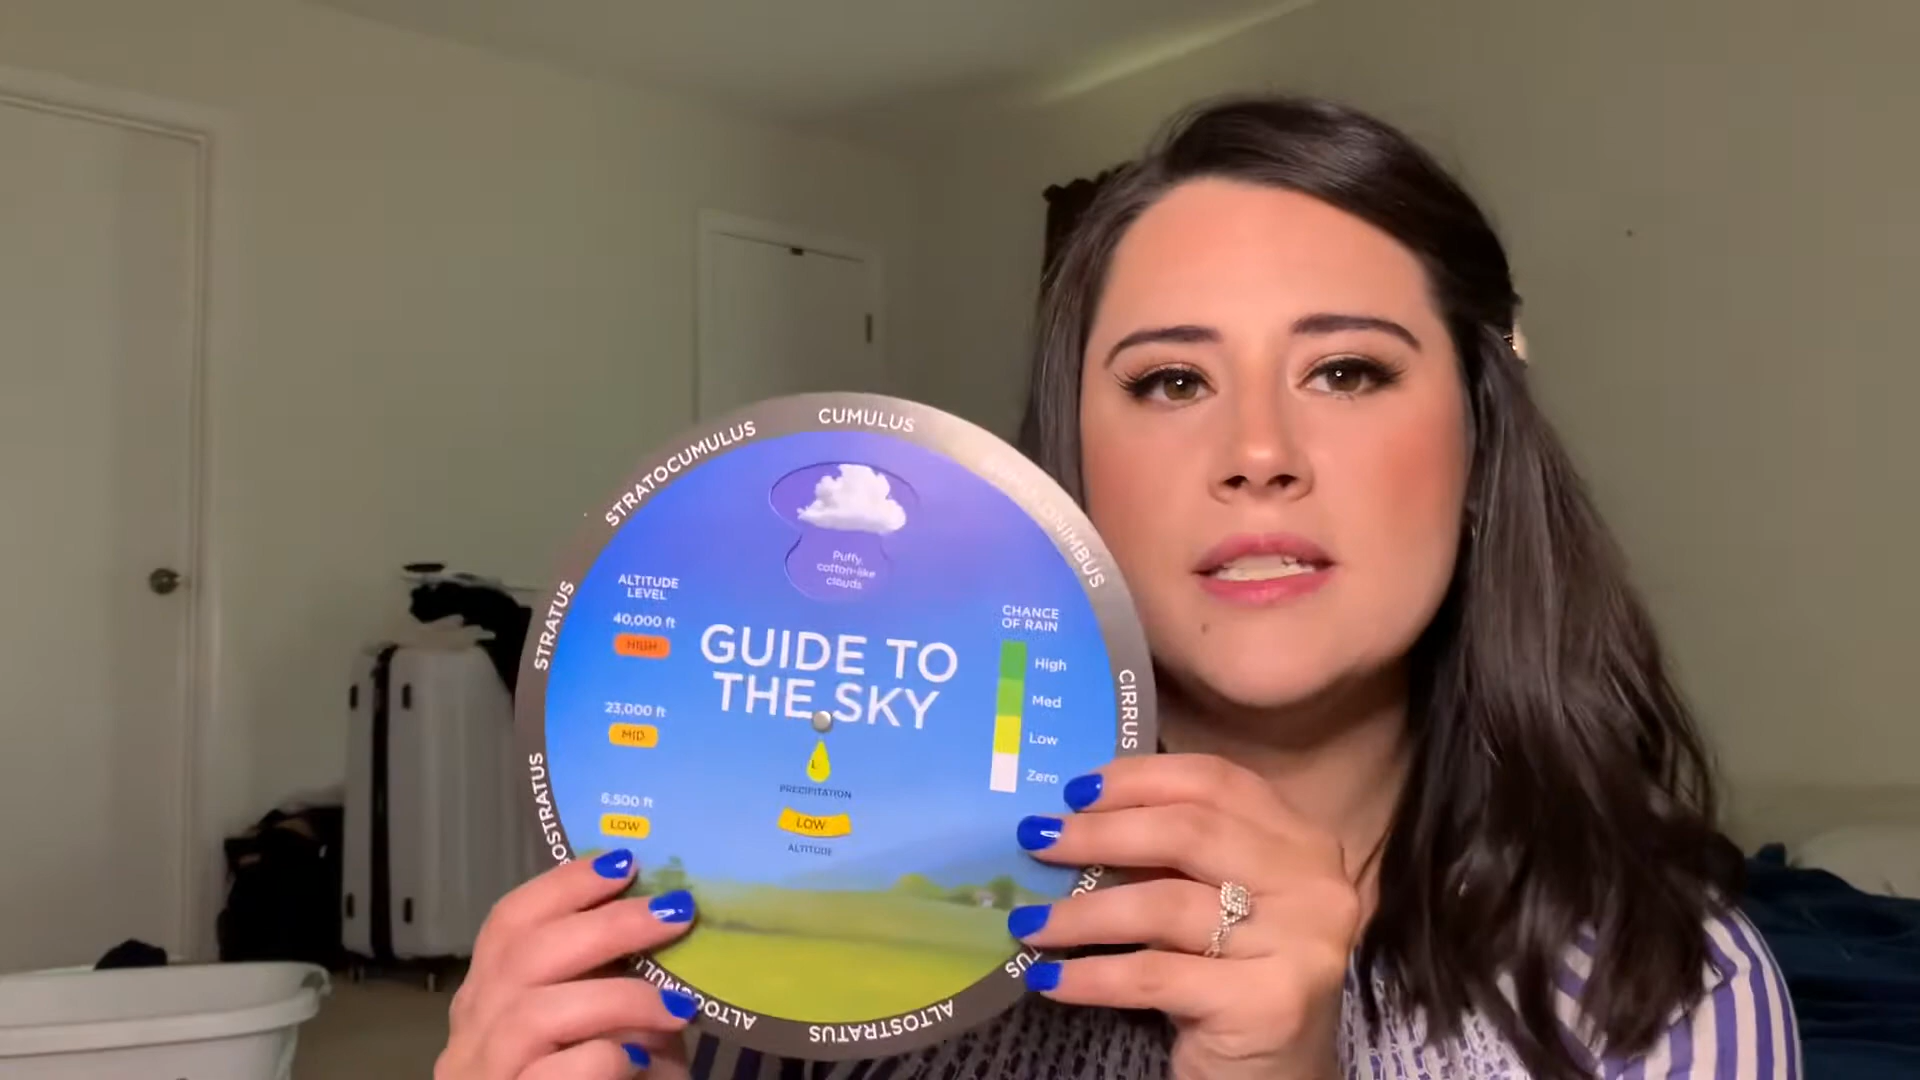 CUMULUS
STRATOCUMULUS
STRATUS
CIRRUS
ALTOSTRATUS
Puffy,
cotton-like
clouds
ALTITUDE
LEVEL
40,000 ft
HIGH
23,000 ft
MID
6,500 ft
LOW
GUIDE TO
THE SKY
L
PRECIPITATION
LOW
ALTITUDE
CHANCE
OF RAIN
High
Med
Low
Zero